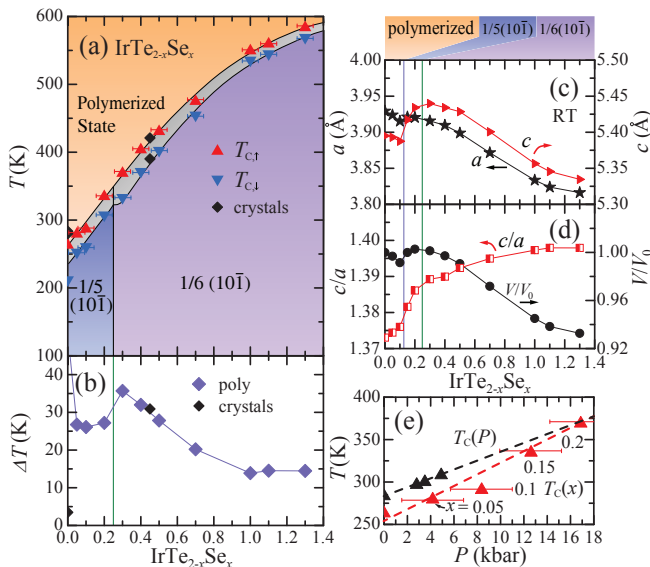 (a) IrTe2-xSex
Polymerized
State
TC,↑
TC,↓
crystals
1/5
(101̄)
1/6 (101̄)
T(K)
600
500
400
300
200
100
(b)
poly
crystals
ΔT(K)
40
30
20
10
0
0.0 0.2 0.4 0.6 0.8 1.0 1.2 1.4
IrTe2-xSex
polymerized 1/5(101̄) 1/6(101̄)
(c)
RT
c
a
a (Å)
4.00
3.95
3.90
3.85
3.80
c (Å)
5.50
5.45
5.40
5.35
5.30
(d)
c/a
V/V0
c/a
1.40
1.39
1.38
1.37
V/V0
1.00
0.96
0.92
0.0 0.2 0.4 0.6 0.8 1.0 1.2 1.4
IrTe2-xSex
(e)
TC(P)
0.2
0.15
0.1 TC(x)
x = 0.05
T(K)
400
350
300
250
0 2 4 6 8 10 12 14 16 18
P (kbar)